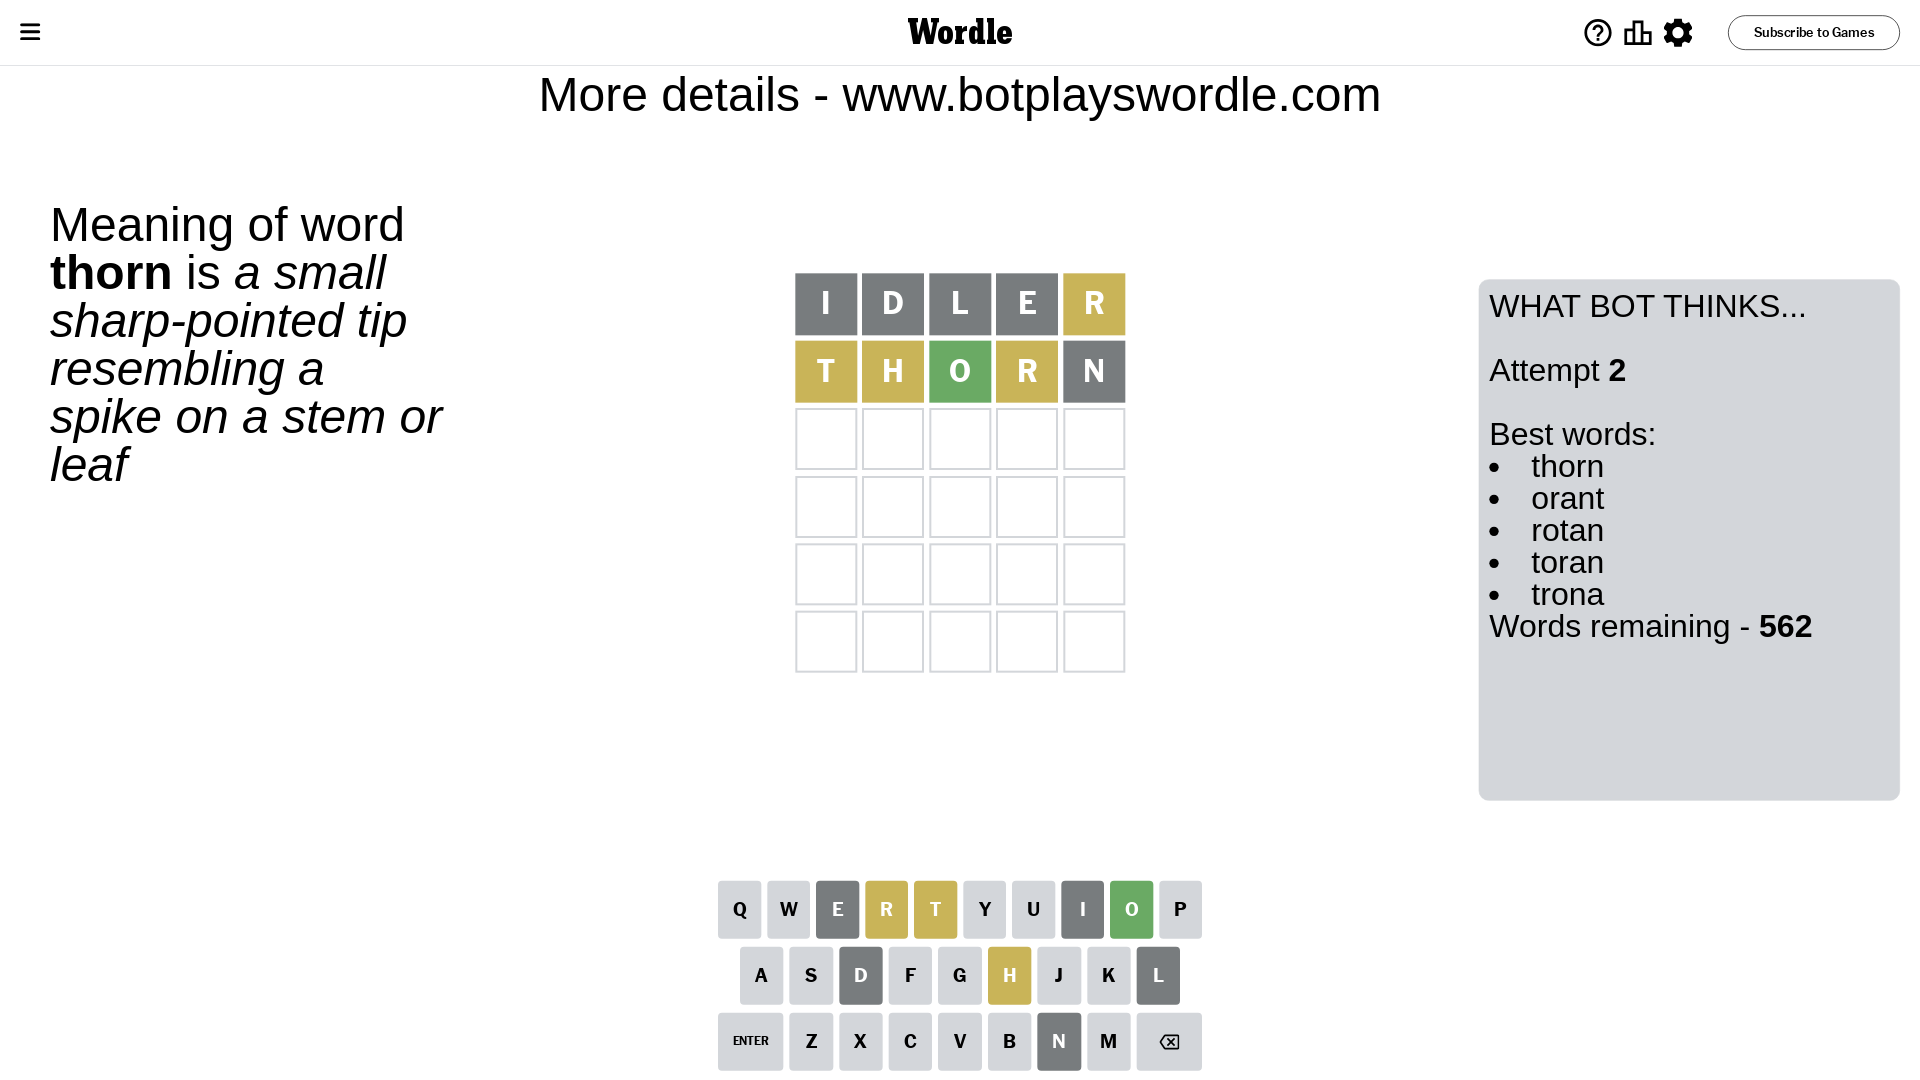 Wordle
Subscribe to Games
More details - www.botplayswordle.com
Meaning of word
thorn is a small
sharp-pointed tip
resembling a
spike on a stem or
leaf
I D L E R
T H O R N
WHAT BOT THINKS...
Attempt 2
Best words:
• thorn
• orant
• rotan
• toran
• trona
Words remaining - 562
Q W E R T Y U I O P
A S D F G H J K L
ENTER Z X C V B N M